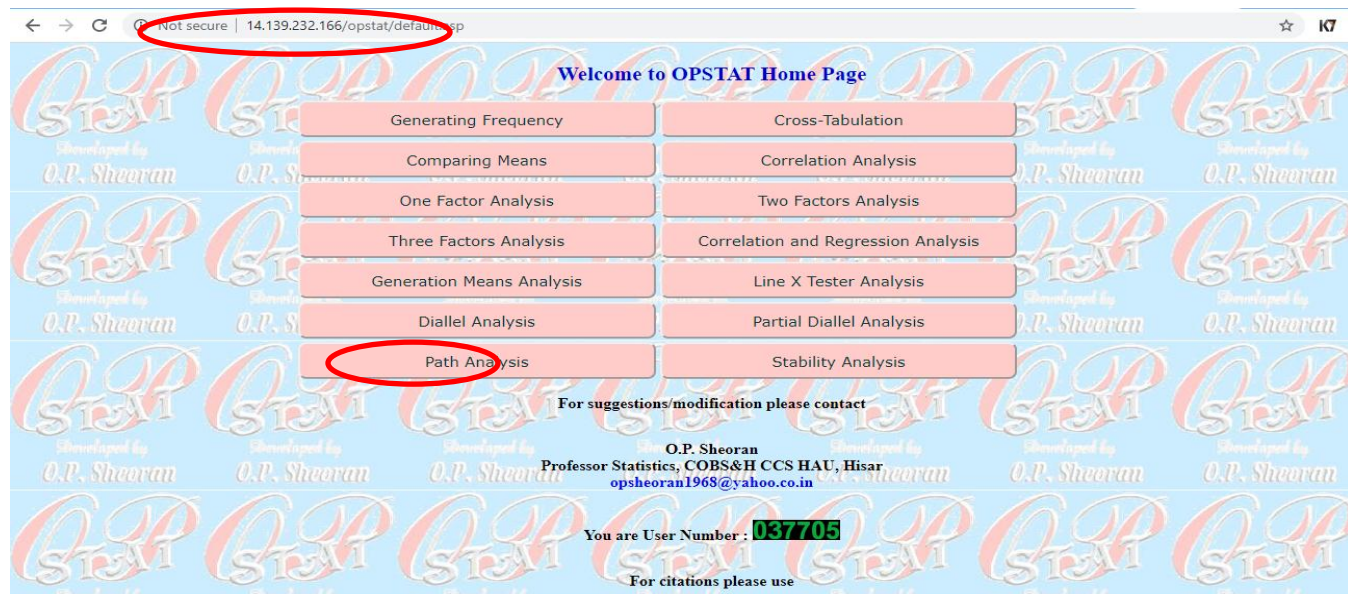 Not secure | 14.139.232.166/opstat/default.asp
K7
Welcome to OPSTAT Home Page
Generating Frequency Cross-Tabulation
Comparing Means Correlation Analysis
One Factor Analysis Two Factors Analysis
Three Factors Analysis Correlation and Regression Analysis
Generation Means Analysis Line X Tester Analysis
Diallel Analysis Partial Diallel Analysis
Path Analysis Stability Analysis
For suggestions/modification please contact
O.P. Sheoran
Professor Statistics, COBS&H CCS HAU, Hisar
opsheoran1968@yahoo.co.in
You are User Number : 037705
For citations please use
OP STAT
Developed by
O.P. Sheoran